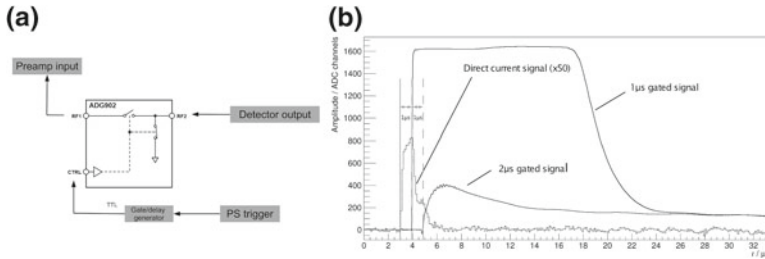 (a)
Preamp input
ADG902
RF1
RF2
Detector output
CTRL
TTL
Gate/delay
generator
PS trigger
(b)
Amplitude / ADC channels
1600
1400
1200
1000
800
600
400
200
0
Direct current signal (x50)
1μs gated signal
1μs
1μs
2μs gated signal
0 2 4 6 8 10 12 14 16 18 20 22 24 26 28 30 32